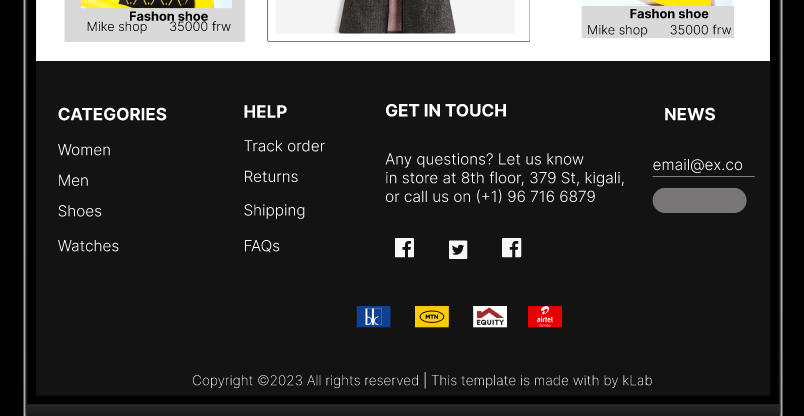 Fashon shoe
Mike shop 35000 frw
Fashon shoe
Mike shop 35000 frw
CATEGORIES
Women
Men
Shoes
Watches
HELP
Track order
Returns
Shipping
FAQs
GET IN TOUCH
Any questions? Let us know
in store at 8th floor, 379 St, kigali,
or call us on (+1) 96 716 6879
NEWS
email@ex.co
bk
MTN
EQUITY
airtel
money
Copyright ©2023 All rights reserved | This template is made with by kLab